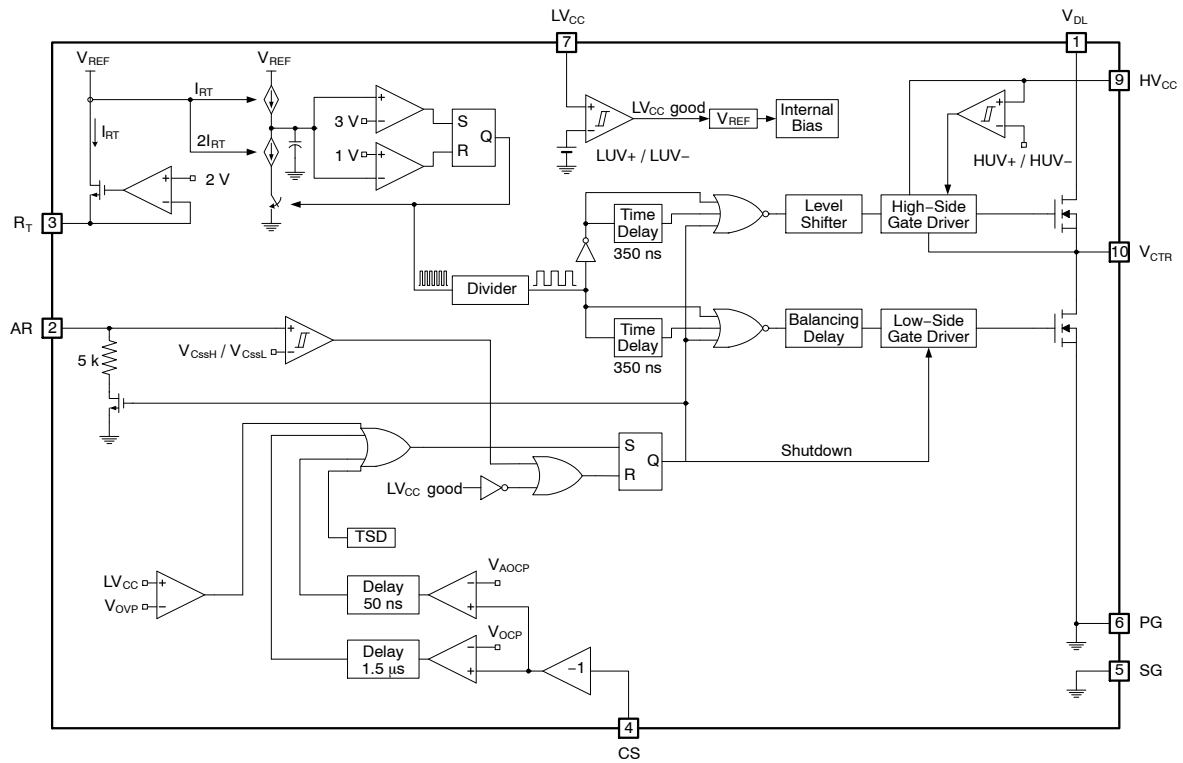 LVCC
VDL
7
1
VREF
VREF
9
HVCC
IRT
IRT
2IRT
3 V
1 V
S
Q
R
LVCC good
VREF
Internal
Bias
LUV+ / LUV−
HUV+ / HUV−
2 V
RT
3
Time
Delay
350 ns
Level
Shifter
High−Side
Gate Driver
10
VCTR
Divider
AR
2
5 k
VCssH / VCssL
Time
Delay
350 ns
Balancing
Delay
Low−Side
Gate Driver
S
Q
R
Shutdown
LVCC good
TSD
LVCC
VOVP
Delay
50 ns
VAOCP
Delay
1.5 μs
VOCP
−1
6
PG
5
SG
4
CS
+
−
+
−
+
−
+
−
+
−
+
−
+
−
+
−
−
+
−
+